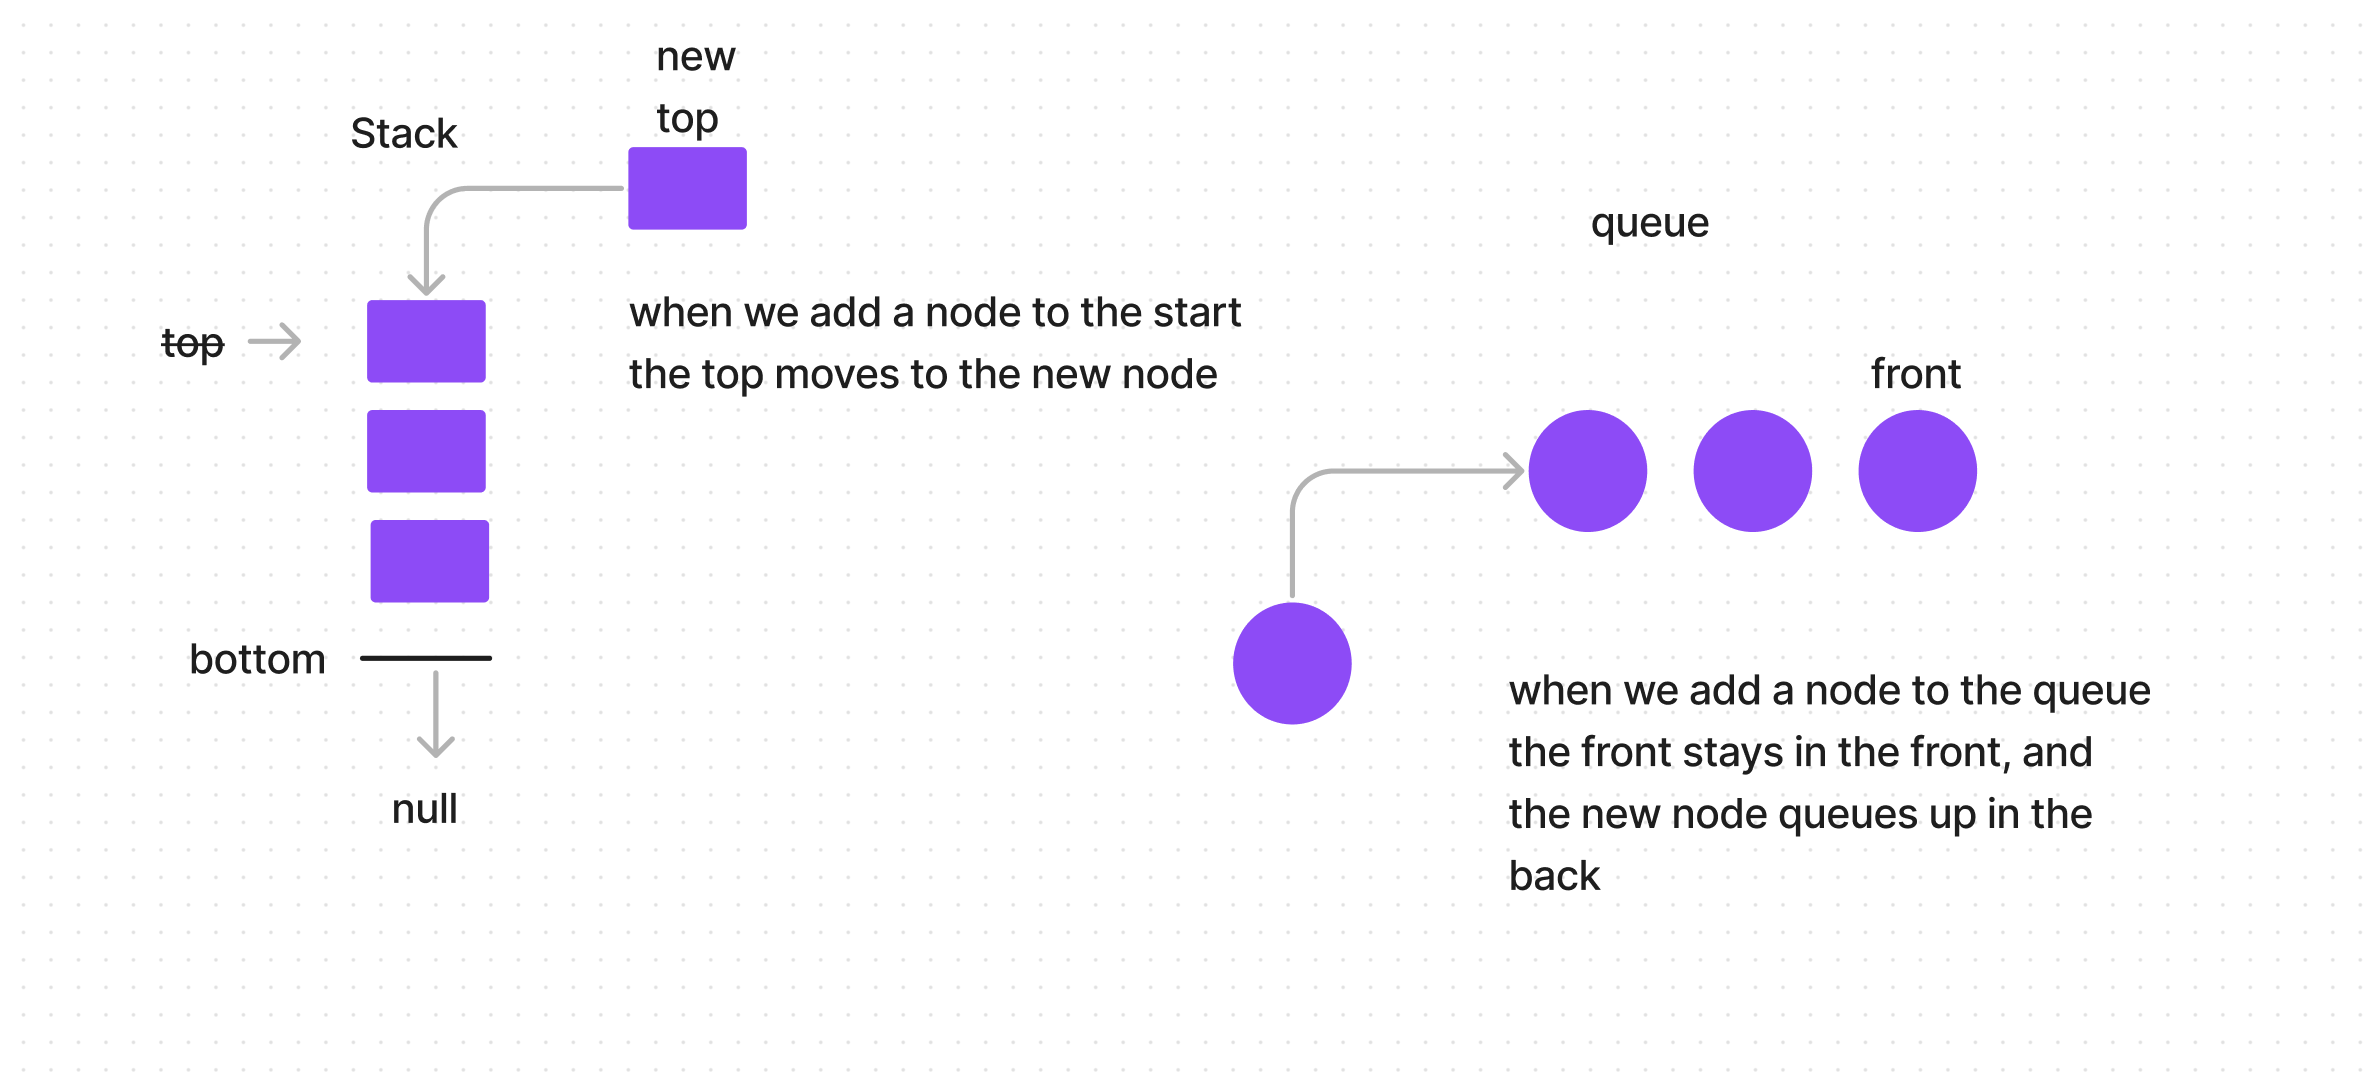 Stack
new
top
top
when we add a node to the start
the top moves to the new node
bottom
null
queue
front
when we add a node to the queue
the front stays in the front, and
the new node queues up in the
back